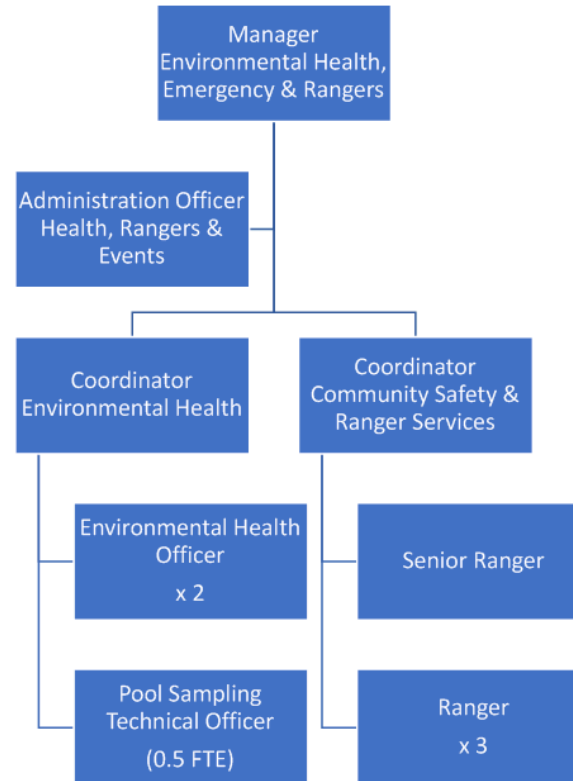 Manager
Environmental Health,
Emergency & Rangers
Administration Officer
Health, Rangers &
Events
Coordinator
Environmental Health
Coordinator
Community Safety &
Ranger Services
Environmental Health
Officer
x 2
Senior Ranger
Pool Sampling
Technical Officer
(0.5 FTE)
Ranger
x 3